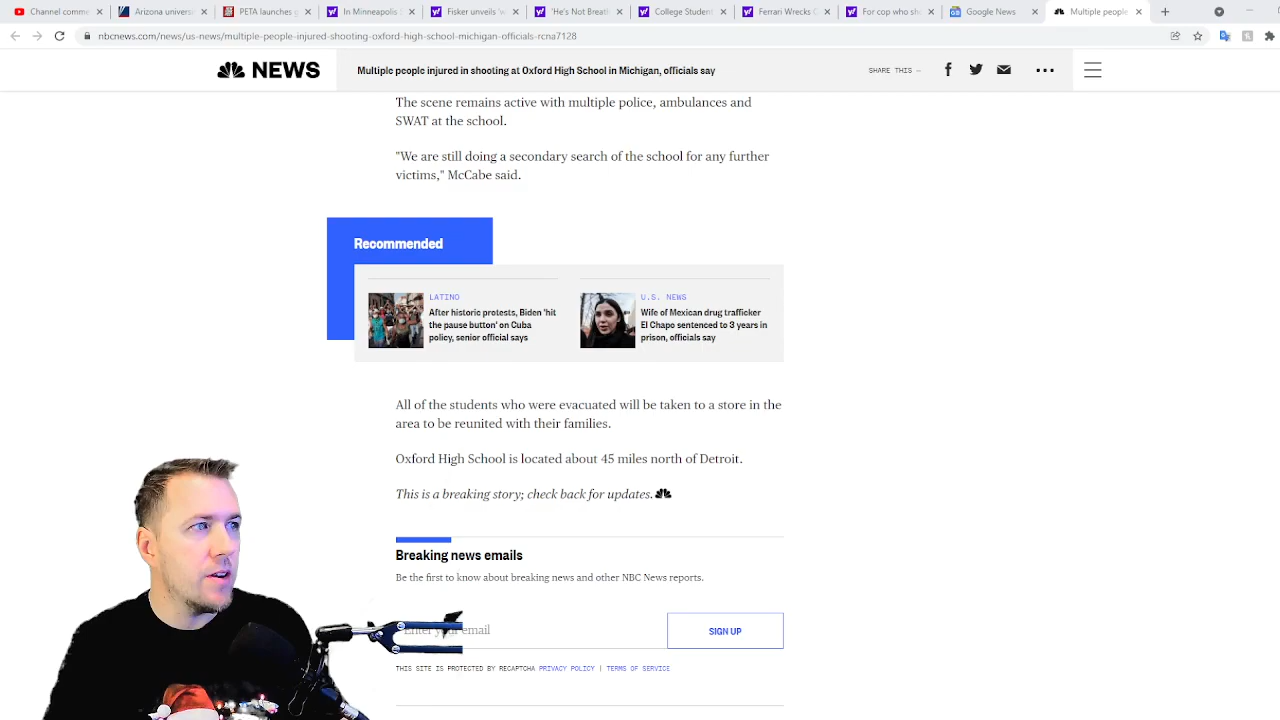 Channel comme
Arizona univers
PETA launches g
In Minneapolis S
Fisker unveils 'w
'He's Not Breath
College Student
Ferrari Wrecks C
For cop who sh
Google News
Multiple people
nbcnews.com/news/us-news/multiple-people-injured-shooting-oxford-high-school-michigan-officials-rcna7128
NEWS
Multiple people injured in shooting at Oxford High School in Michigan, officials say
SHARE THIS —
The scene remains active with multiple police, ambulances and
SWAT at the school.
"We are still doing a secondary search of the school for any further
victims," McCabe said.
Recommended
LATINO
After historic protests, Biden 'hit
the pause button' on Cuba
policy, senior official says
U.S. NEWS
Wife of Mexican drug trafficker
El Chapo sentenced to 3 years in
prison, officials say
All of the students who were evacuated will be taken to a store in the
area to be reunited with their families.
Oxford High School is located about 45 miles north of Detroit.
This is a breaking story; check back for updates.
Breaking news emails
Be the first to know about breaking news and other NBC News reports.
Enter your email
SIGN UP
THIS SITE IS PROTECTED BY RECAPTCHA PRIVACY POLICY | TERMS OF SERVICE